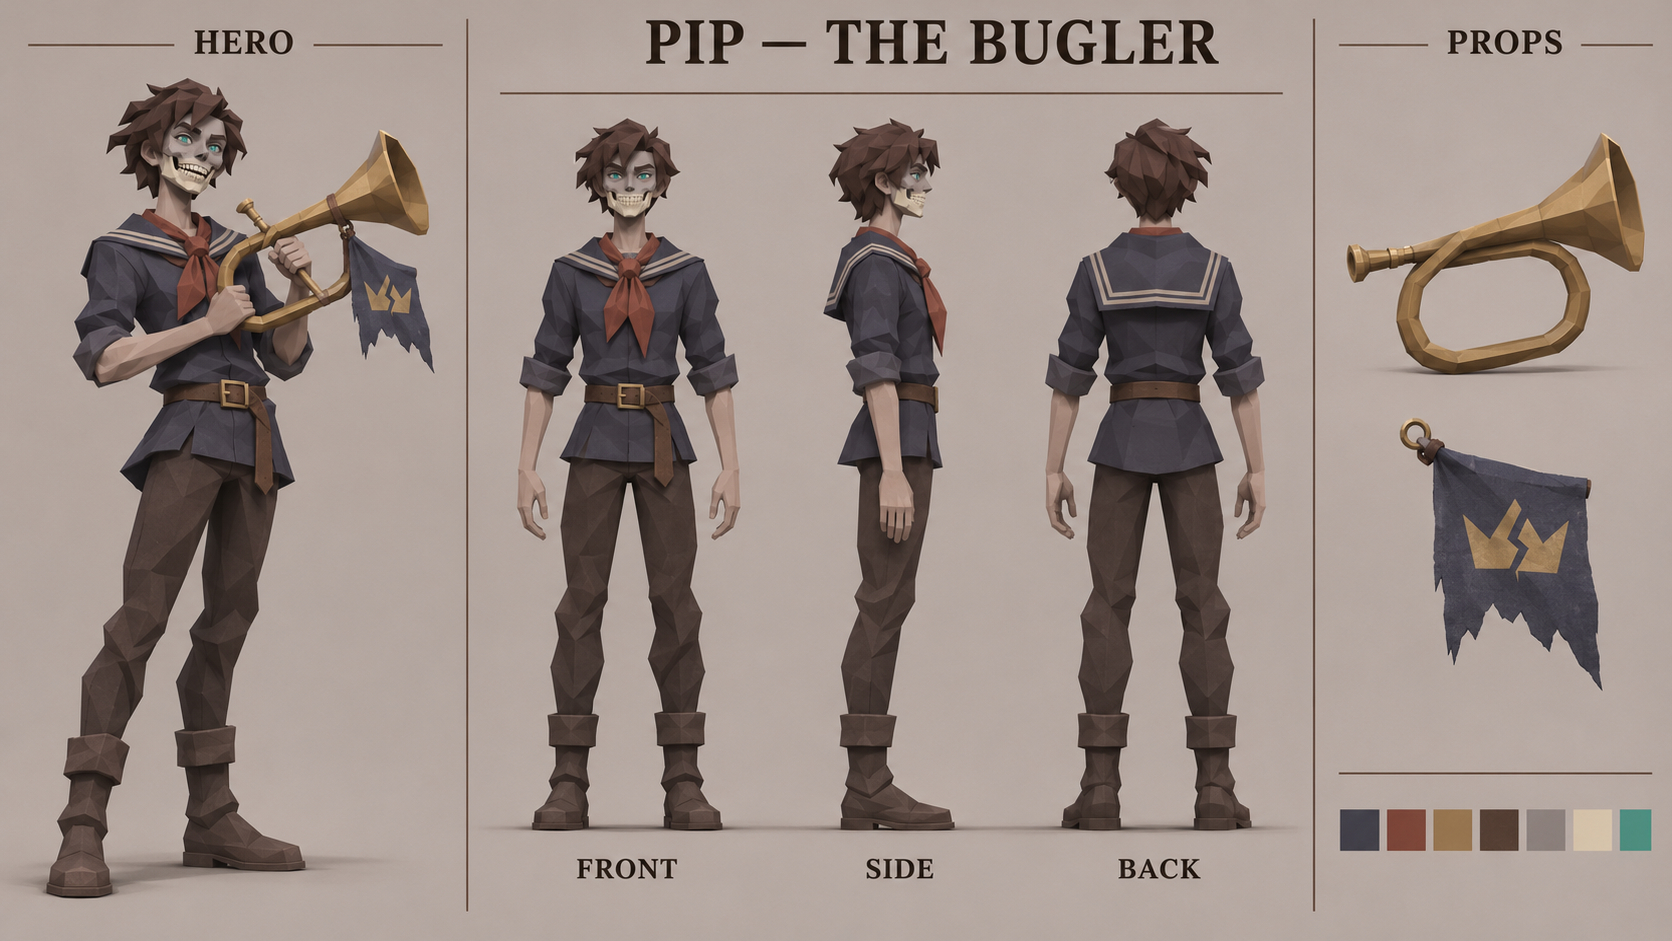 HERO
PIP — THE BUGLER
PROPS
FRONT
SIDE
BACK